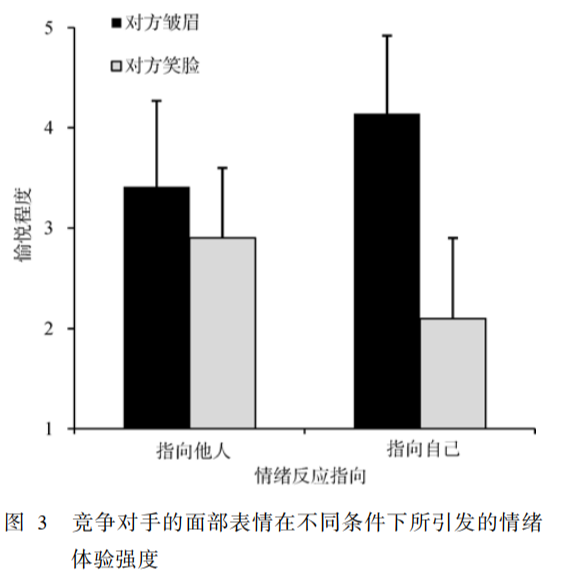 5
对方皱眉
对方笑脸
4
3
2
1
愉悦程度
指向他人
指向自己
情绪反应指向
图 3 竞争对手的面部表情在不同条件下所引发的情绪
体验强度